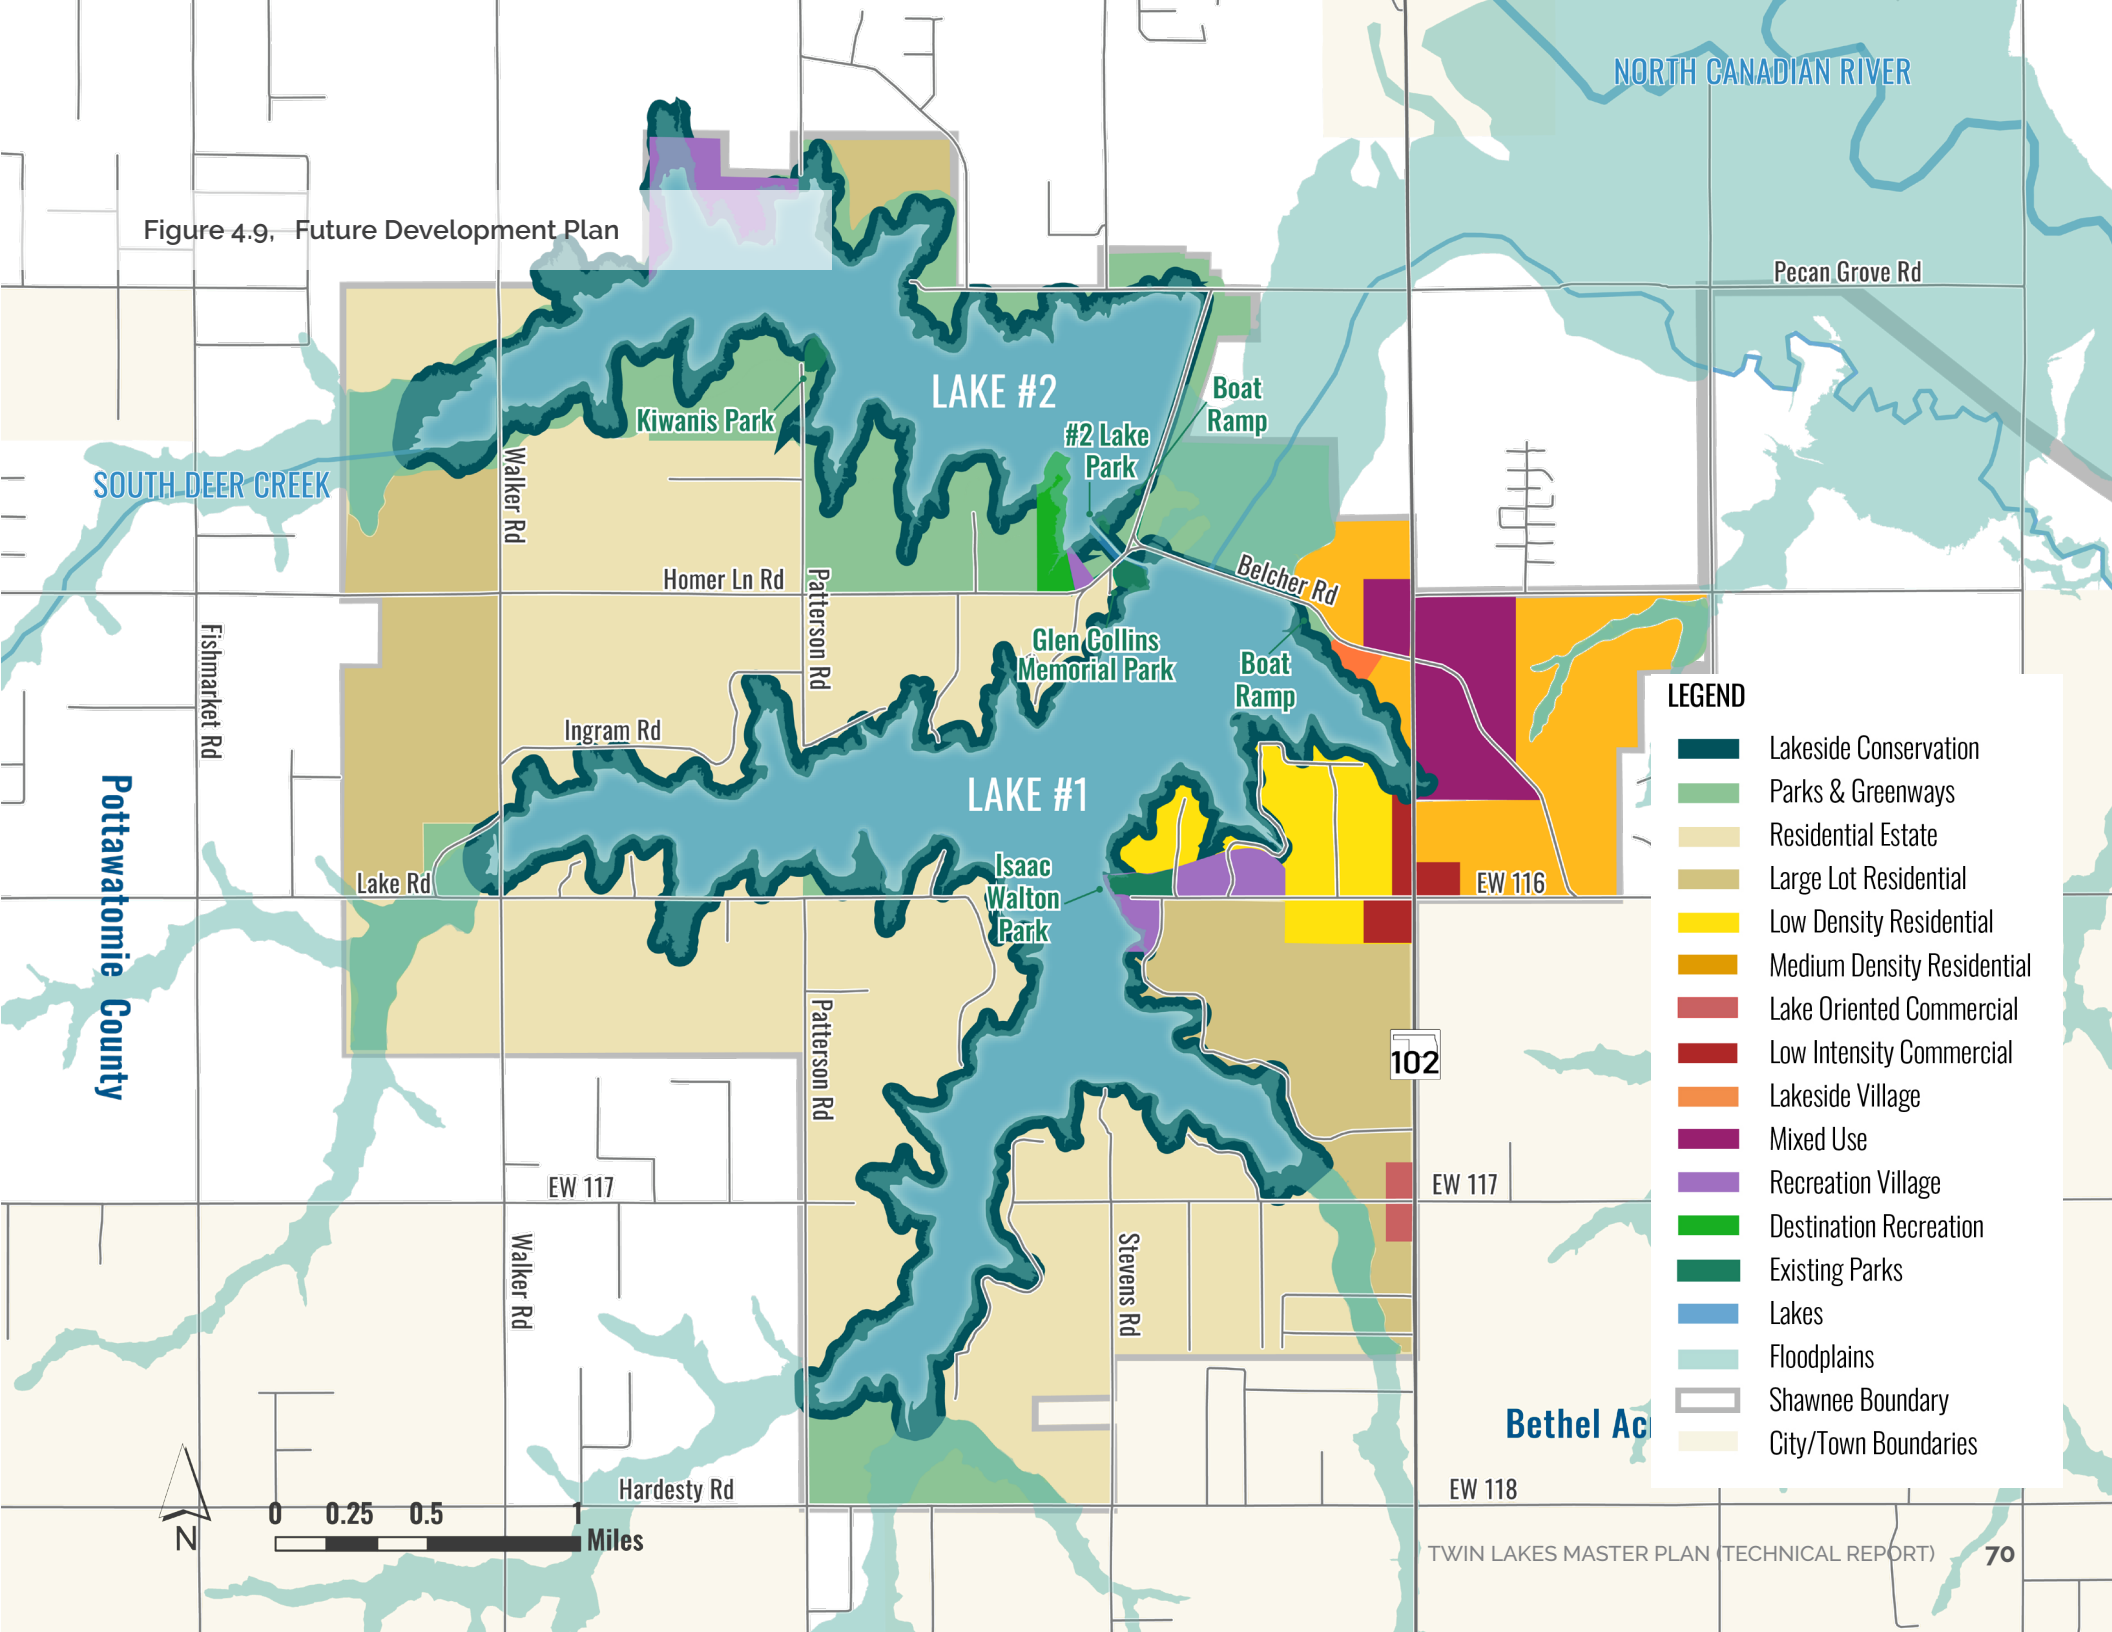 NORTH CANADIAN RIVER
Figure 4.9,   Future Development Plan
Pecan Grove Rd
LAKE #2
Boat
Ramp
Kiwanis Park
#2 Lake
Park
SOUTH DEER CREEK
Walker Rd
Homer Ln Rd
Patterson Rd
Belcher Rd
Fishmarket Rd
Glen Collins
Memorial Park
Boat
Ramp
Ingram Rd
LAKE #1
Pottawatomie County
Isaac
Walton
Park
Lake Rd
EW 116
Patterson Rd
102
EW 117
EW 117
Walker Rd
Stevens Rd
Hardesty Rd
EW 118
LEGEND
Lakeside Conservation
Parks & Greenways
Residential Estate
Large Lot Residential
Low Density Residential
Medium Density Residential
Lake Oriented Commercial
Low Intensity Commercial
Lakeside Village
Mixed Use
Recreation Village
Destination Recreation
Existing Parks
Lakes
Floodplains
Shawnee Boundary
City/Town Boundaries
Bethel Ac
N
0 0.25 0.5 1
Miles
TWIN LAKES MASTER PLAN (TECHNICAL REPORT) 70